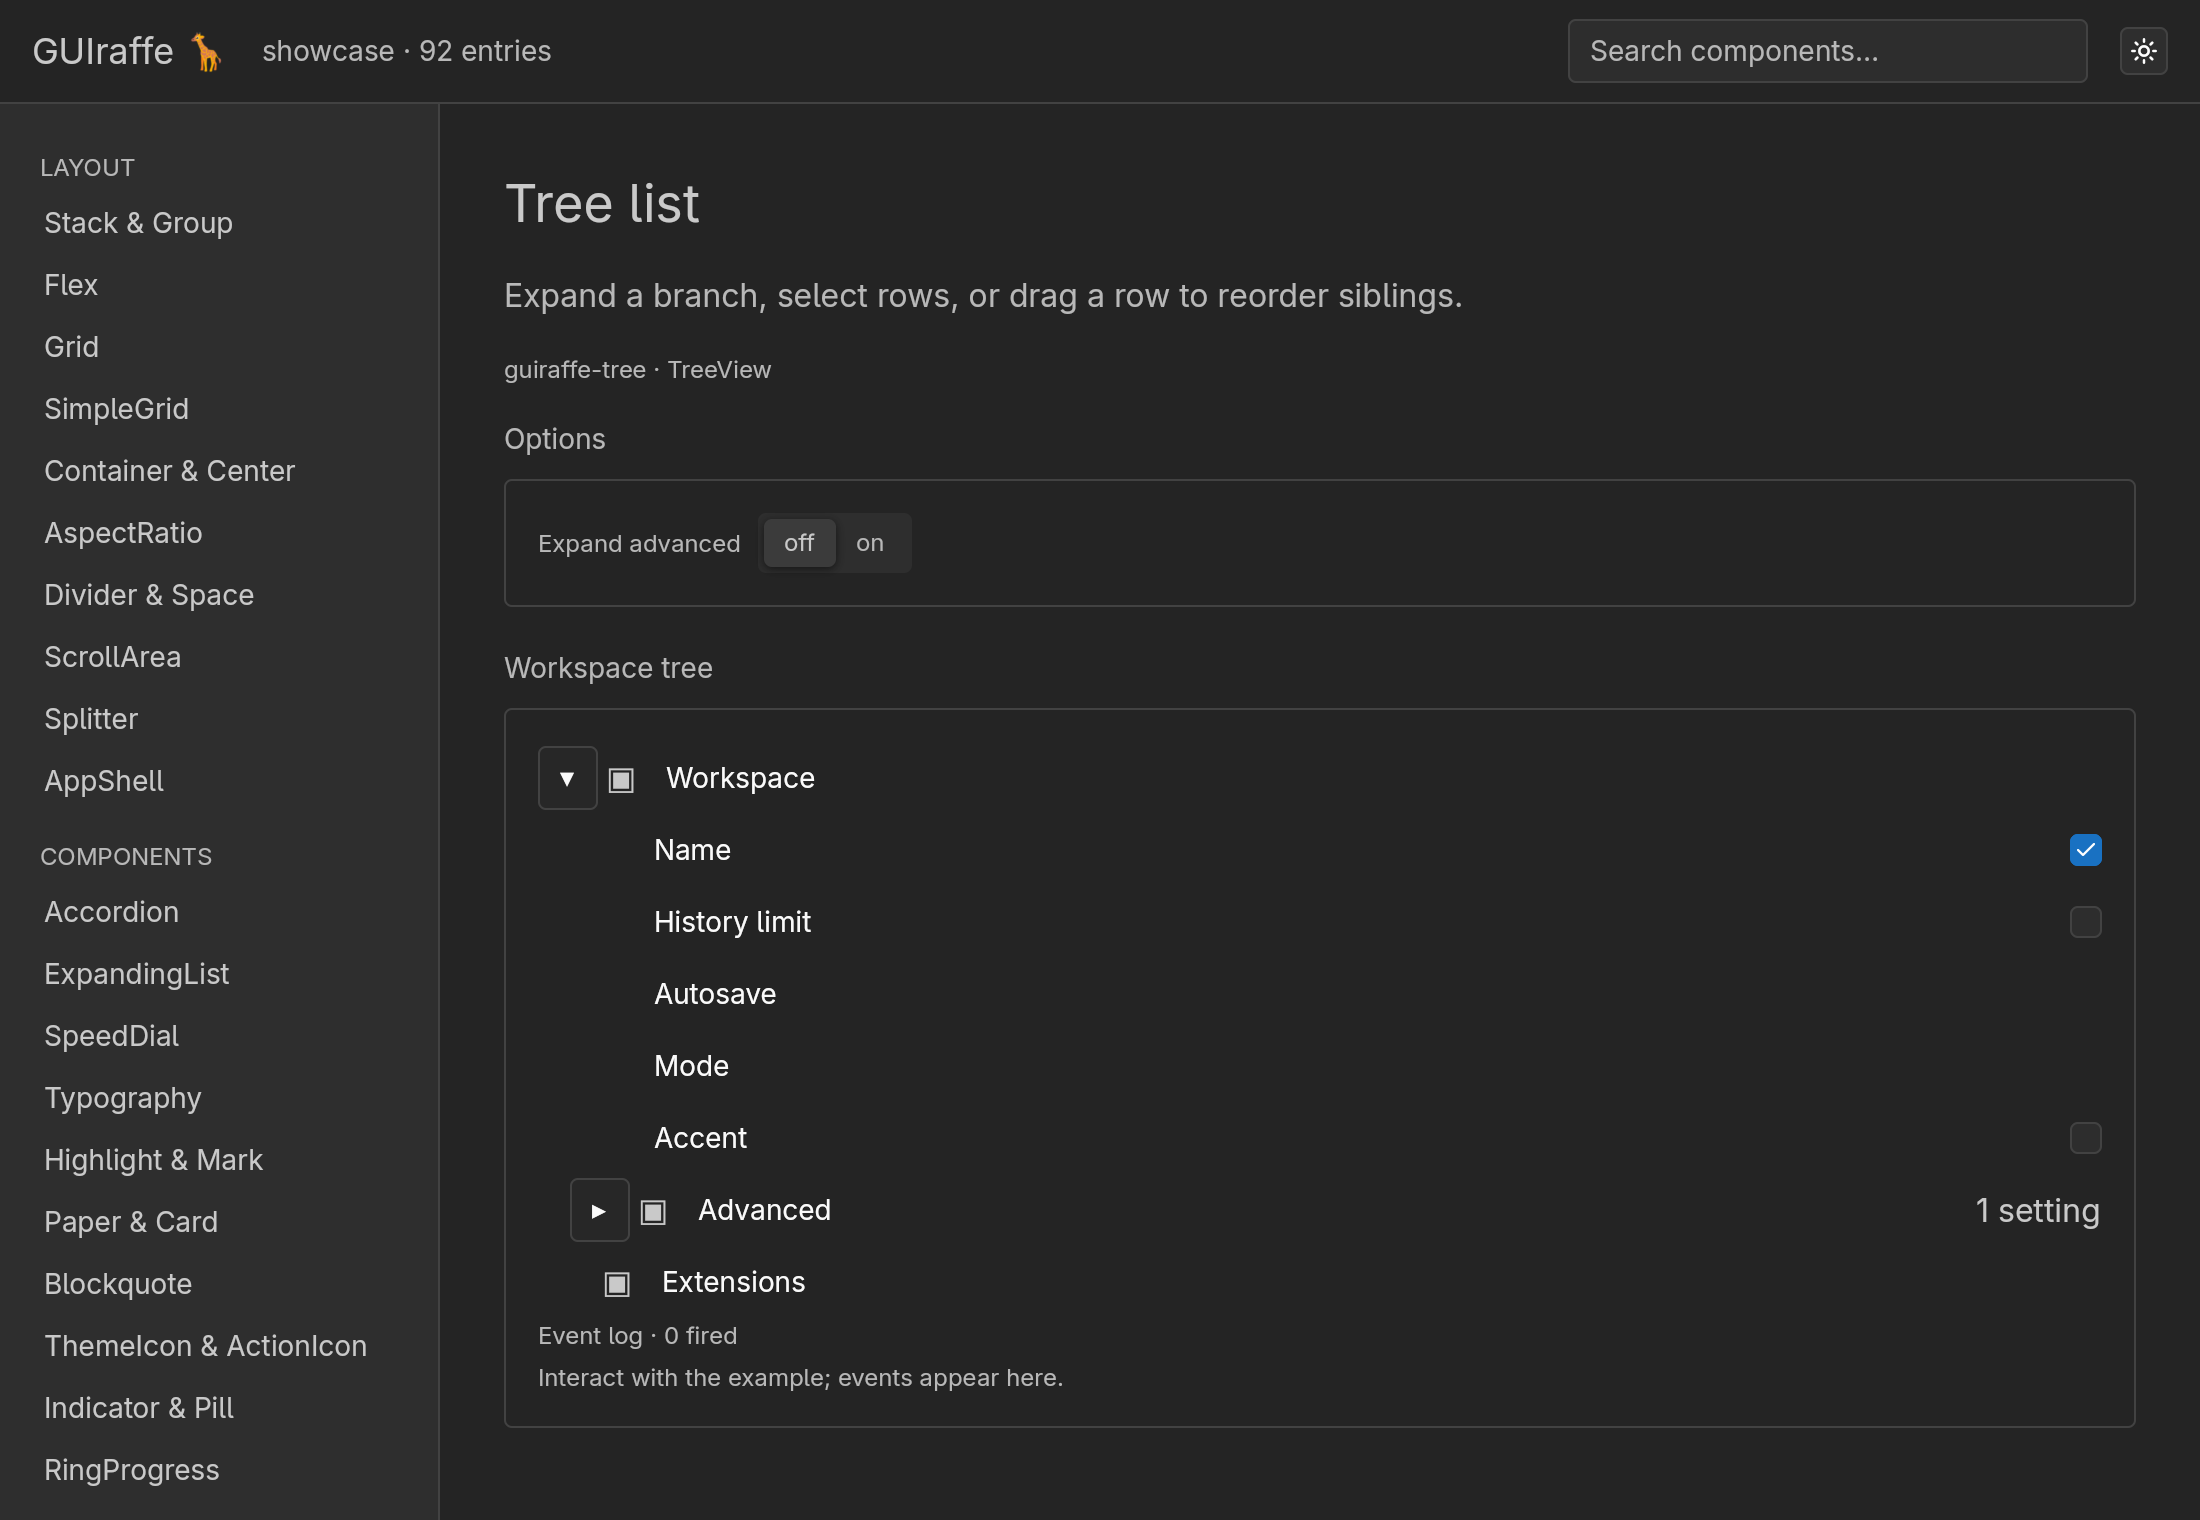 GUIraffe 🦒 showcase · 92 entries
Search components...
LAYOUT
Stack & Group
Flex
Grid
SimpleGrid
Container & Center
AspectRatio
Divider & Space
ScrollArea
Splitter
AppShell
COMPONENTS
Accordion
ExpandingList
SpeedDial
Typography
Highlight & Mark
Paper & Card
Blockquote
ThemeIcon & ActionIcon
Indicator & Pill
RingProgress
Tree list
Expand a branch, select rows, or drag a row to reorder siblings.
guiraffe-tree · TreeView
Options
Expand advanced off on
Workspace tree
Workspace
Name
History limit
Autosave
Mode
Accent
Advanced 1 setting
Extensions
Event log · 0 fired
Interact with the example; events appear here.